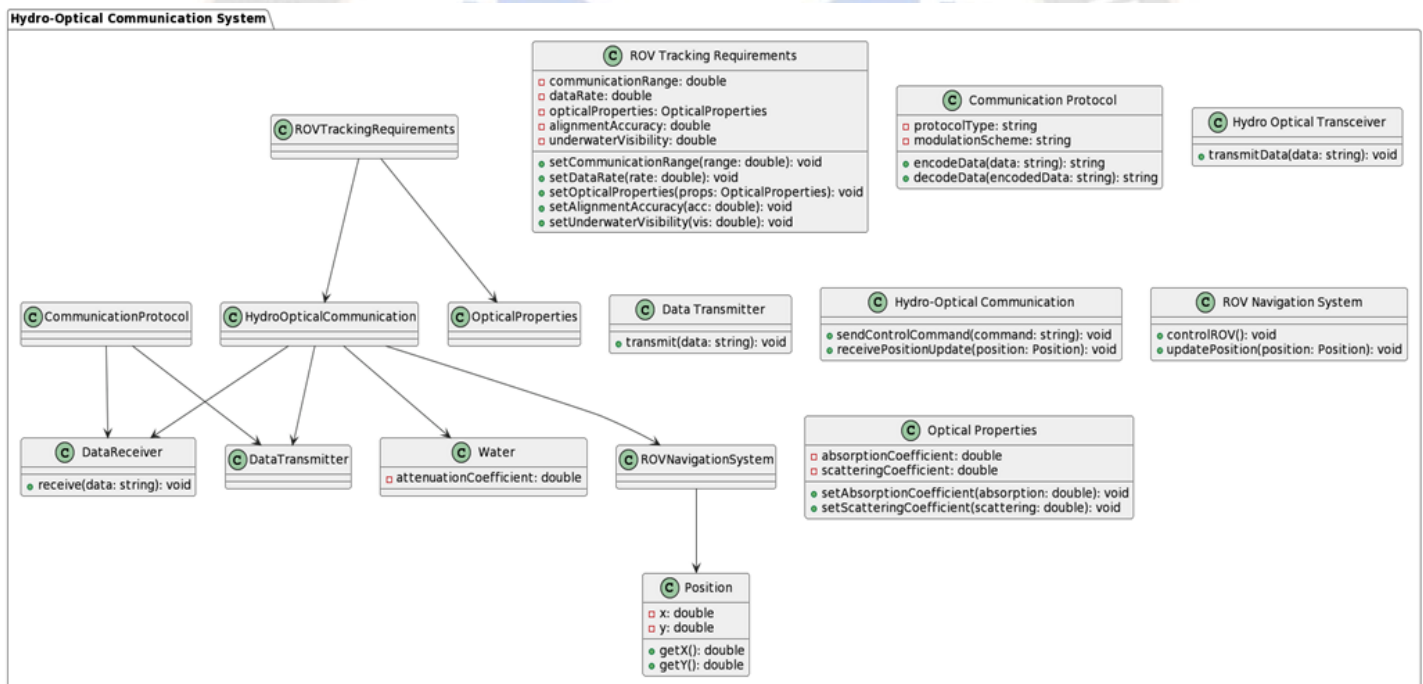 Hydro-Optical Communication System
C ROV Tracking Requirements
communicationRange: double
dataRate: double
opticalProperties: OpticalProperties
alignmentAccuracy: double
underwaterVisibility: double
setCommunicationRange(range: double): void
setDataRate(rate: double): void
setOpticalProperties(props: OpticalProperties): void
setAlignmentAccuracy(acc: double): void
setUnderwaterVisibility(vis: double): void
C Communication Protocol
protocolType: string
modulationScheme: string
encodeData(data: string): string
decodeData(encodedData: string): string
C Hydro Optical Transceiver
transmitData(data: string): void
C ROVTrackingRequirements
C CommunicationProtocol
C HydroOpticalCommunication
C OpticalProperties
C Data Transmitter
transmit(data: string): void
C Hydro-Optical Communication
sendControlCommand(command: string): void
receivePositionUpdate(position: Position): void
C ROV Navigation System
controlROV(): void
updatePosition(position: Position): void
C DataReceiver
receive(data: string): void
C DataTransmitter
C Water
attenuationCoefficient: double
C ROVNavigationSystem
C Optical Properties
absorptionCoefficient: double
scatteringCoefficient: double
setAbsorptionCoefficient(absorption: double): void
setScatteringCoefficient(scattering: double): void
C Position
x: double
y: double
getX(): double
getY(): double